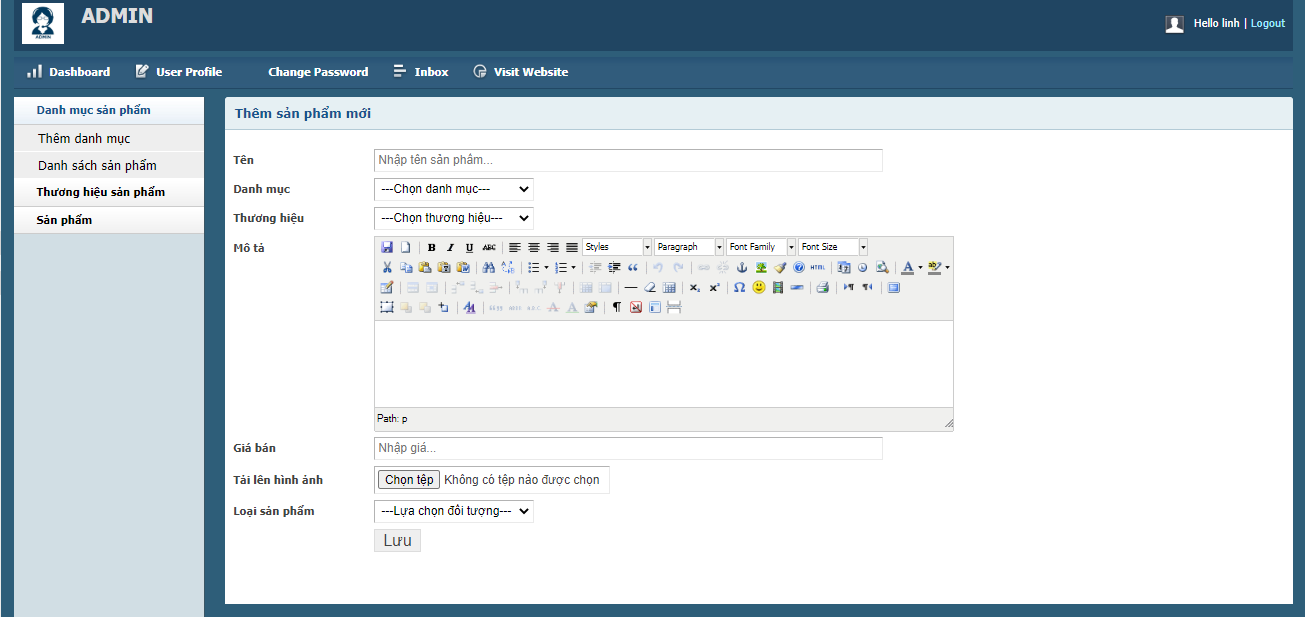 ADMIN
ADMIN
Hello linh | Logout
Dashboard User Profile Change Password Inbox Visit Website
Danh mục sản phẩm
Thêm danh mục
Danh sách sản phẩm
Thương hiệu sản phẩm
Sản phẩm
Thêm sản phẩm mới
Tên
Nhập tên sản phẩm...
Danh mục
---Chọn danh mục---
Thương hiệu
---Chọn thương hiệu---
Mô tả
B I U ABC Styles Paragraph Font Family Font Size
HTML
Path: p
Giá bán
Nhập giá...
Tải lên hình ảnh
Chọn tệp Không có tệp nào được chọn
Loại sản phẩm
---Lựa chọn đối tượng---
Lưu